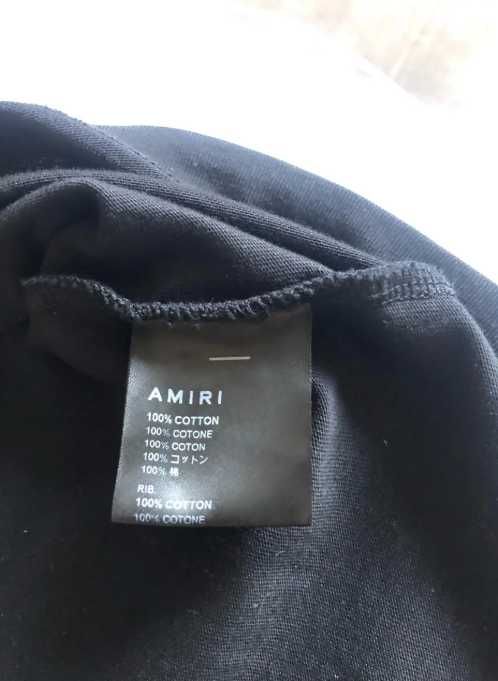 AMIRI
100% COTTON
100% COTONE
100% COTON
100% コットン
100% 棉
RIB
100% COTTON
100% COTONE